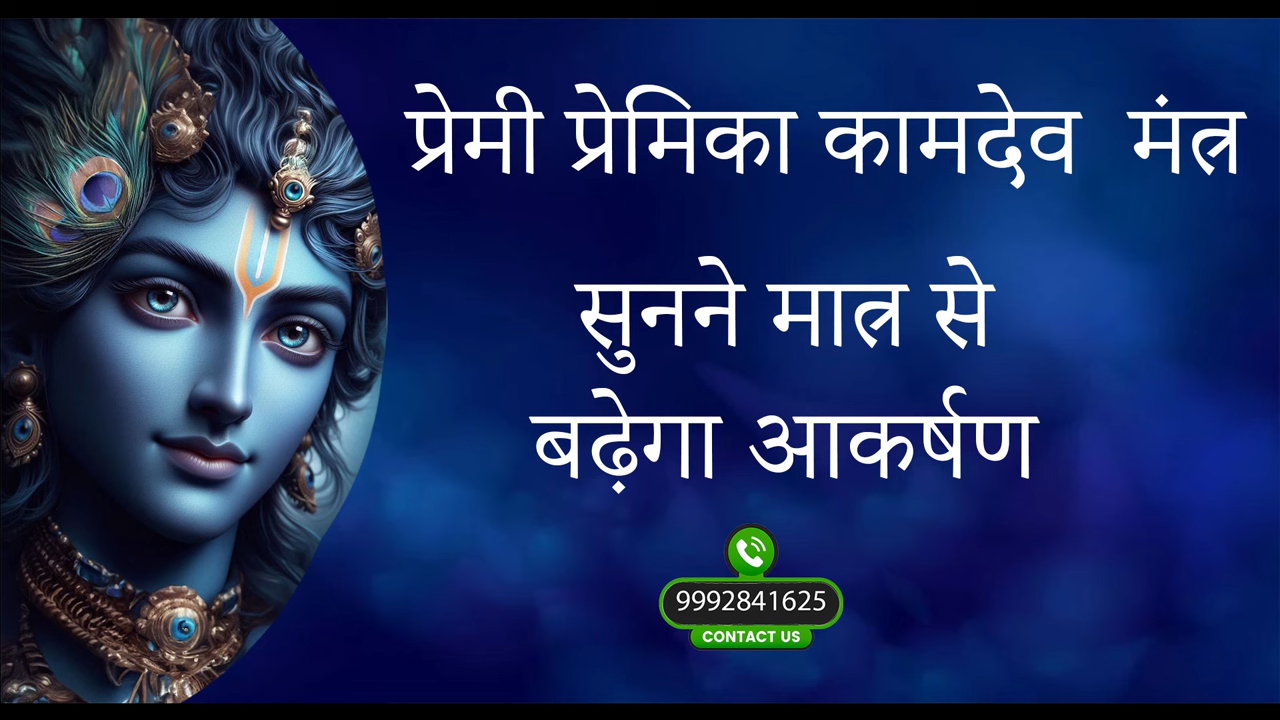 प्रेमी प्रेमिका कामदेव मंत्र
सुनने मात्र से
बढ़ेगा आकर्षण
9992841625
CONTACT US